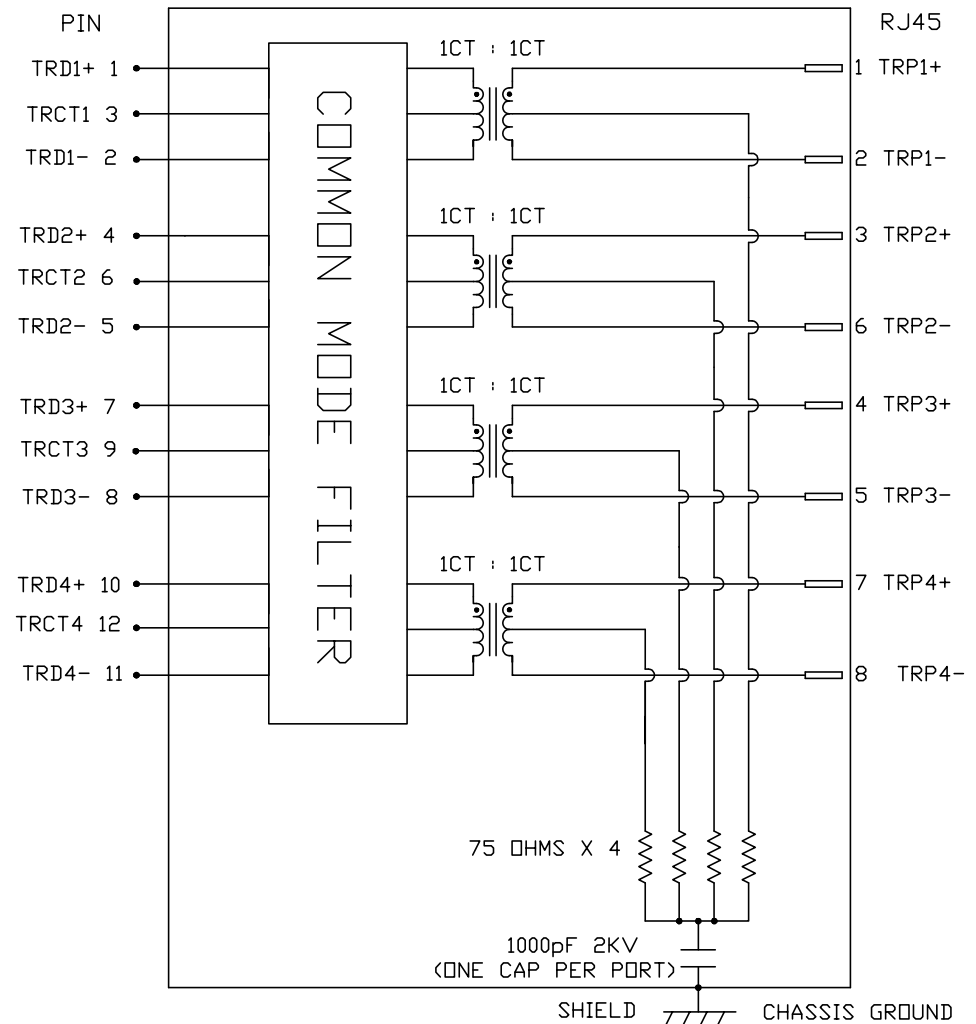 PIN
RJ45
1CT : 1CT
TRD1+ 1
1 TRP1+
TRCT1 3
TRD1- 2
2 TRP1-
COMMON MODE FILTER
1CT : 1CT
TRD2+ 4
3 TRP2+
TRCT2 6
TRD2- 5
6 TRP2-
1CT : 1CT
TRD3+ 7
4 TRP3+
TRCT3 9
TRD3- 8
5 TRP3-
1CT : 1CT
TRD4+ 10
7 TRP4+
TRCT4 12
TRD4- 11
8 TRP4-
75 OHMS X 4
1000pF 2KV
(ONE CAP PER PORT)
SHIELD
CHASSIS GROUND